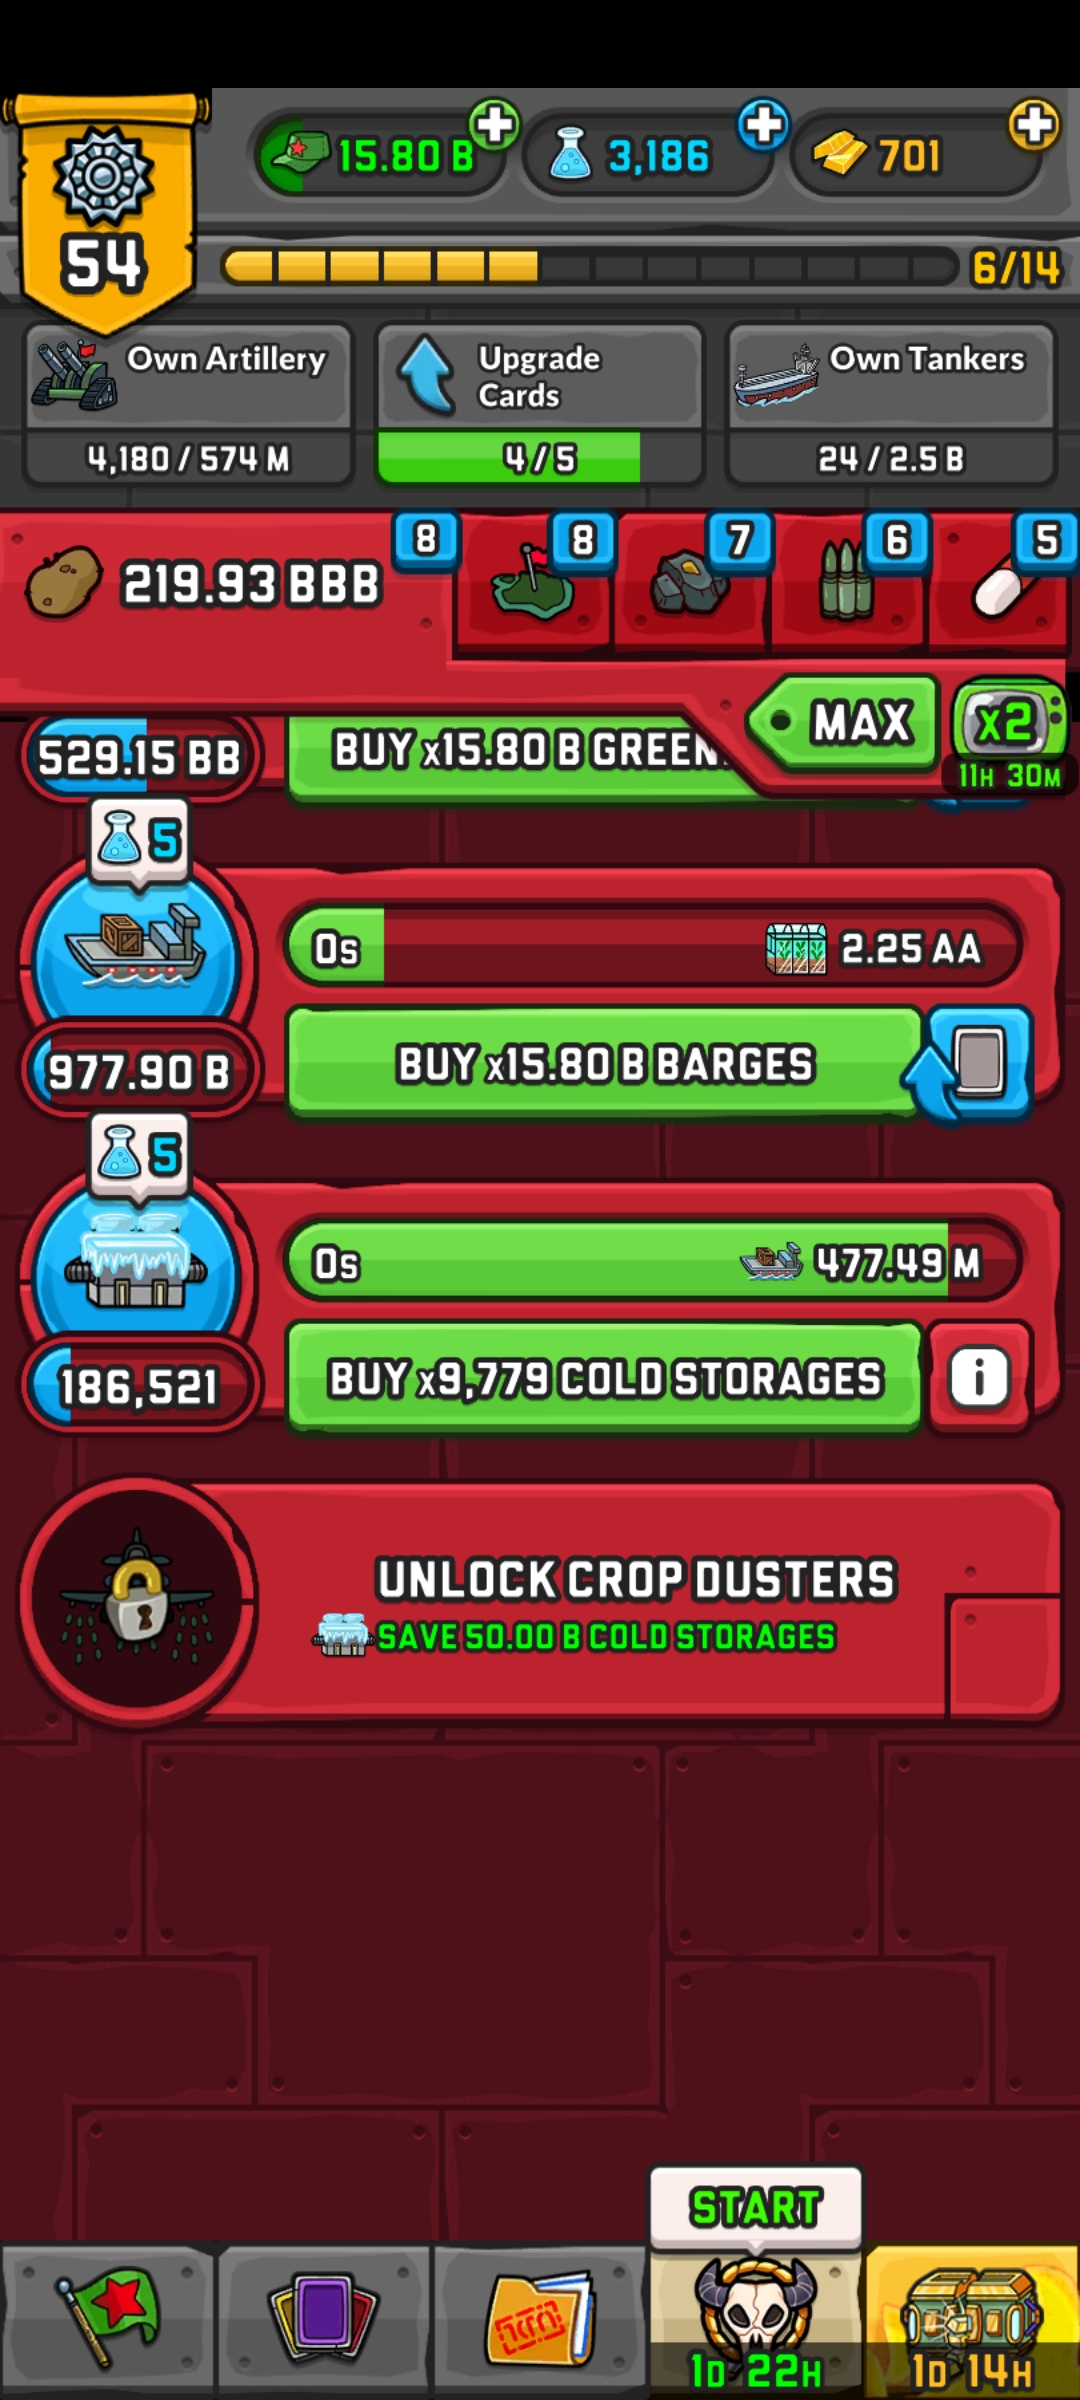 54
15.80 B
3,186
701
6/14
Own Artillery
4,180 / 574 M
Upgrade
Cards
4 / 5
Own Tankers
24 / 2.5 B
219.93 BBB
8
8
7
6
5
MAX
x2
11H 30M
529.15 BB
BUY x15.80 B GREEN
5
0s
2.25 AA
977.90 B
BUY x15.80 B BARGES
5
0s
477.49 M
186,521
BUY x9,779 COLD STORAGES
i
UNLOCK CROP DUSTERS
SAVE 50.00 B COLD STORAGES
START
1D 22H
1D 14H